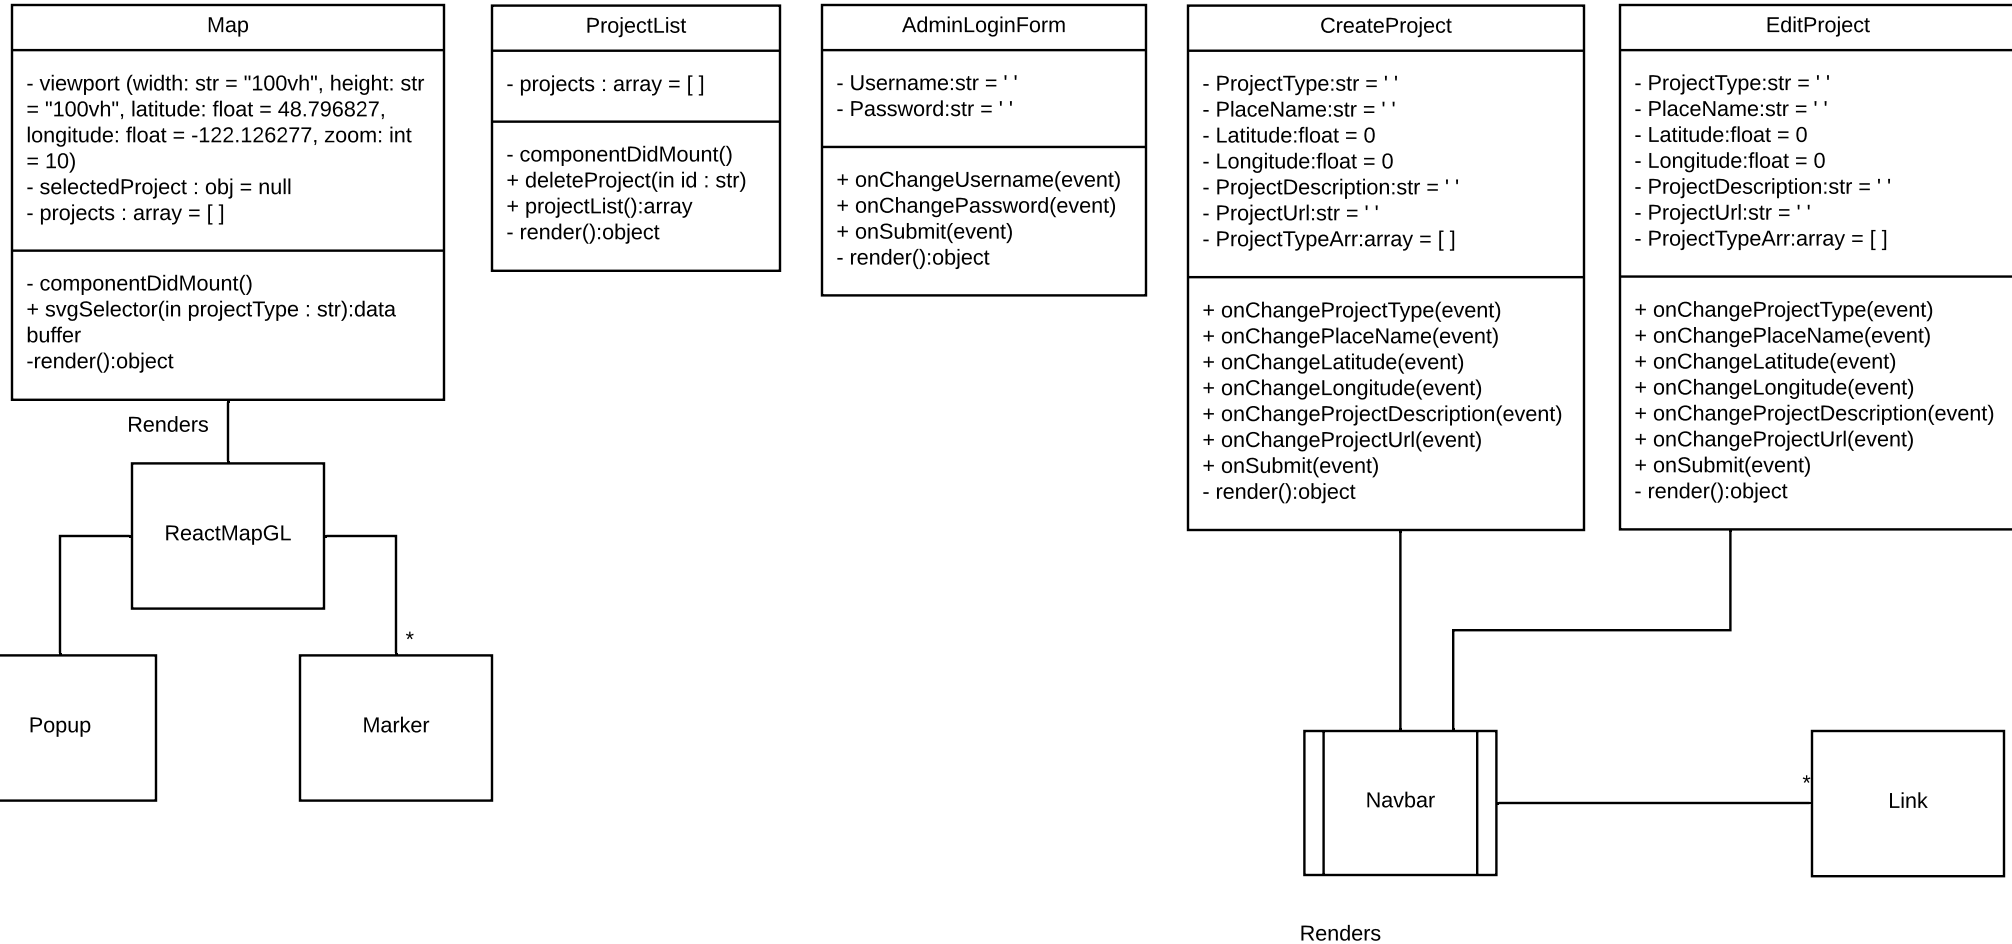 Map
- viewport (width: str = "100vh", height: str
= "100vh", latitude: float = 48.796827,
longitude: float = -122.126277, zoom: int
= 10)
- selectedProject : obj = null
- projects : array = [ ]
- componentDidMount()
+ svgSelector(in projectType : str):data
buffer
-render():object
Renders
ReactMapGL
*
Popup
Marker
ProjectList
- projects : array = [ ]
- componentDidMount()
+ deleteProject(in id : str)
+ projectList():array
- render():object
AdminLoginForm
- Username:str = ' '
- Password:str = ' '
+ onChangeUsername(event)
+ onChangePassword(event)
+ onSubmit(event)
- render():object
CreateProject
- ProjectType:str = ' '
- PlaceName:str = ' '
- Latitude:float = 0
- Longitude:float = 0
- ProjectDescription:str = ' '
- ProjectUrl:str = ' '
- ProjectTypeArr:array = [ ]
+ onChangeProjectType(event)
+ onChangePlaceName(event)
+ onChangeLatitude(event)
+ onChangeLongitude(event)
+ onChangeProjectDescription(event)
+ onChangeProjectUrl(event)
+ onSubmit(event)
- render():object
EditProject
- ProjectType:str = ' '
- PlaceName:str = ' '
- Latitude:float = 0
- Longitude:float = 0
- ProjectDescription:str = ' '
- ProjectUrl:str = ' '
- ProjectTypeArr:array = [ ]
+ onChangeProjectType(event)
+ onChangePlaceName(event)
+ onChangeLatitude(event)
+ onChangeLongitude(event)
+ onChangeProjectDescription(event)
+ onChangeProjectUrl(event)
+ onSubmit(event)
- render():object
Navbar
*
Link
Renders